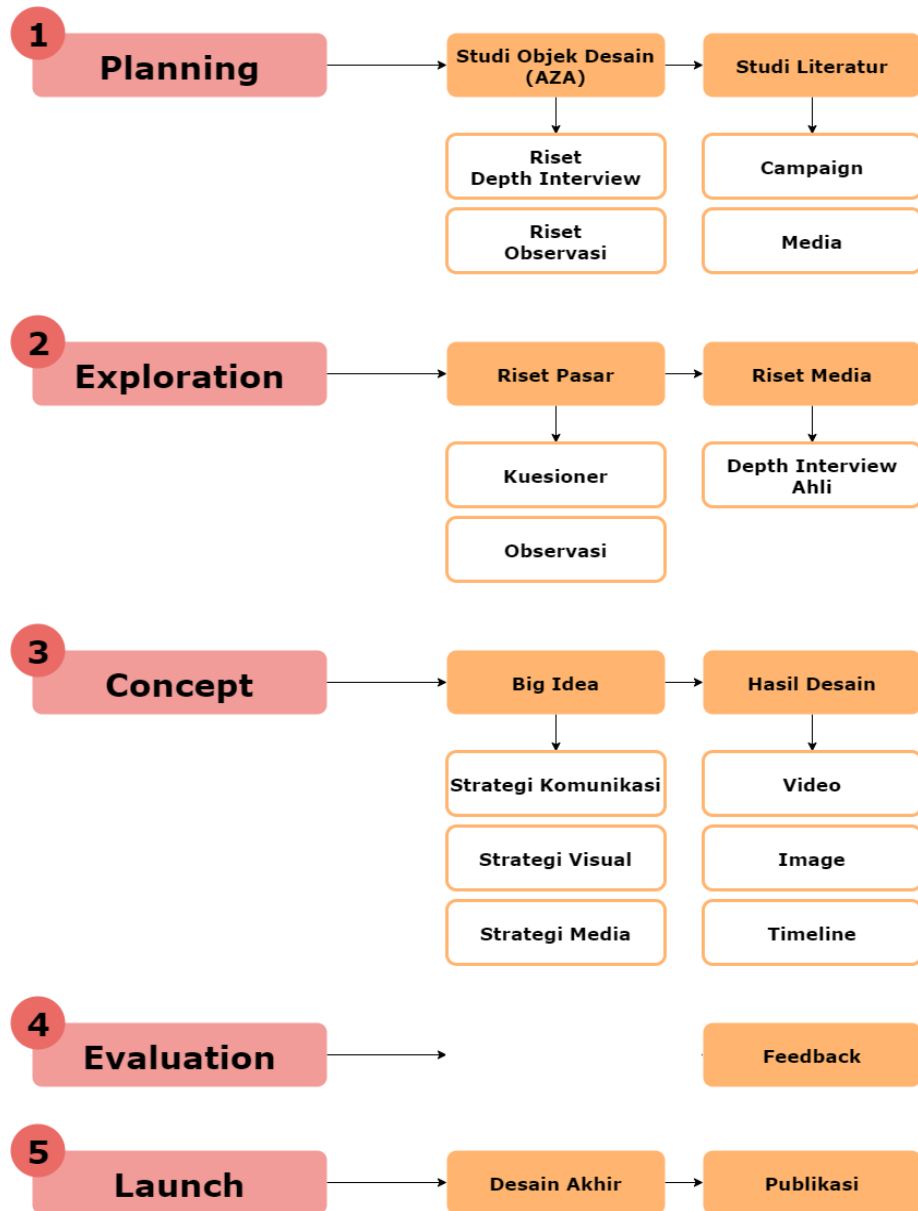 1
Planning
Studi Objek Desain
(AZA)
Studi Literatur
Riset
Depth Interview
Campaign
Riset
Observasi
Media
2
Exploration
Riset Pasar
Riset Media
Kuesioner
Depth Interview
Ahli
Observasi
3
Concept
Big Idea
Hasil Desain
Strategi Komunikasi
Video
Strategi Visual
Image
Strategi Media
Timeline
4
Evaluation
Feedback
5
Launch
Desain Akhir
Publikasi